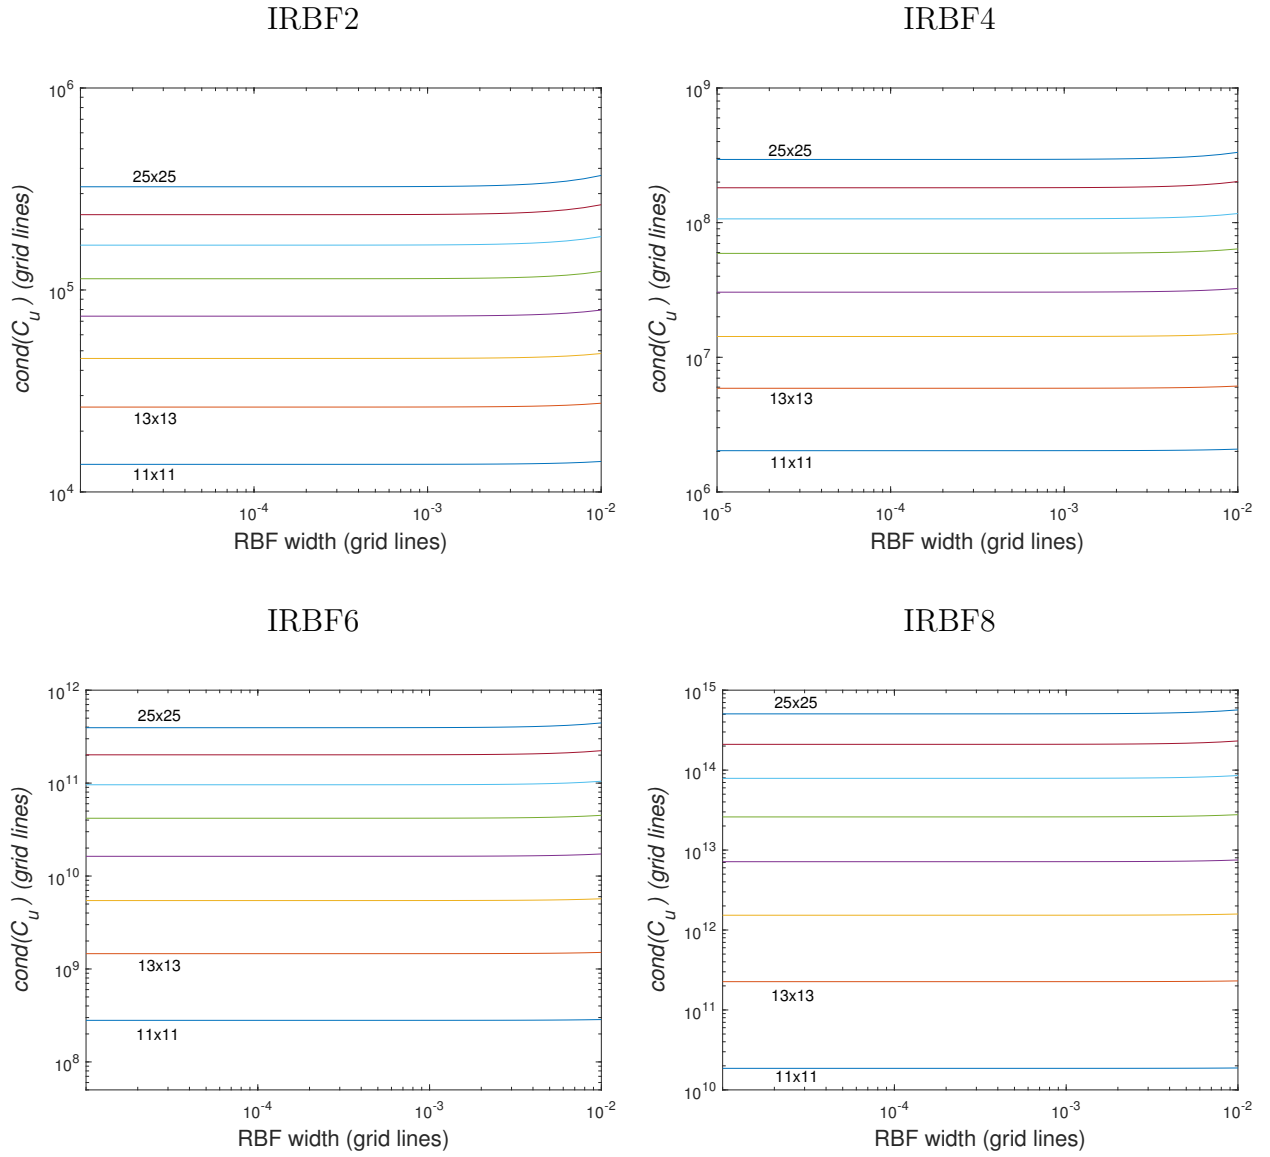 IRBF2
10^6
10^5
10^4
cond(C_u ) (grid lines)
25x25
13x13
11x11
10^-4
10^-3
10^-2
RBF width (grid lines)
IRBF4
10^9
10^8
10^7
10^6
cond(C_u ) (grid lines)
25x25
13x13
11x11
10^-5
10^-4
10^-3
10^-2
RBF width (grid lines)
IRBF6
10^12
10^11
10^10
10^9
10^8
cond(C_u ) (grid lines)
25x25
13x13
11x11
10^-4
10^-3
10^-2
RBF width (grid lines)
IRBF8
10^15
10^14
10^13
10^12
10^11
10^10
cond(C_u ) (grid lines)
25x25
13x13
11x11
10^-4
10^-3
10^-2
RBF width (grid lines)